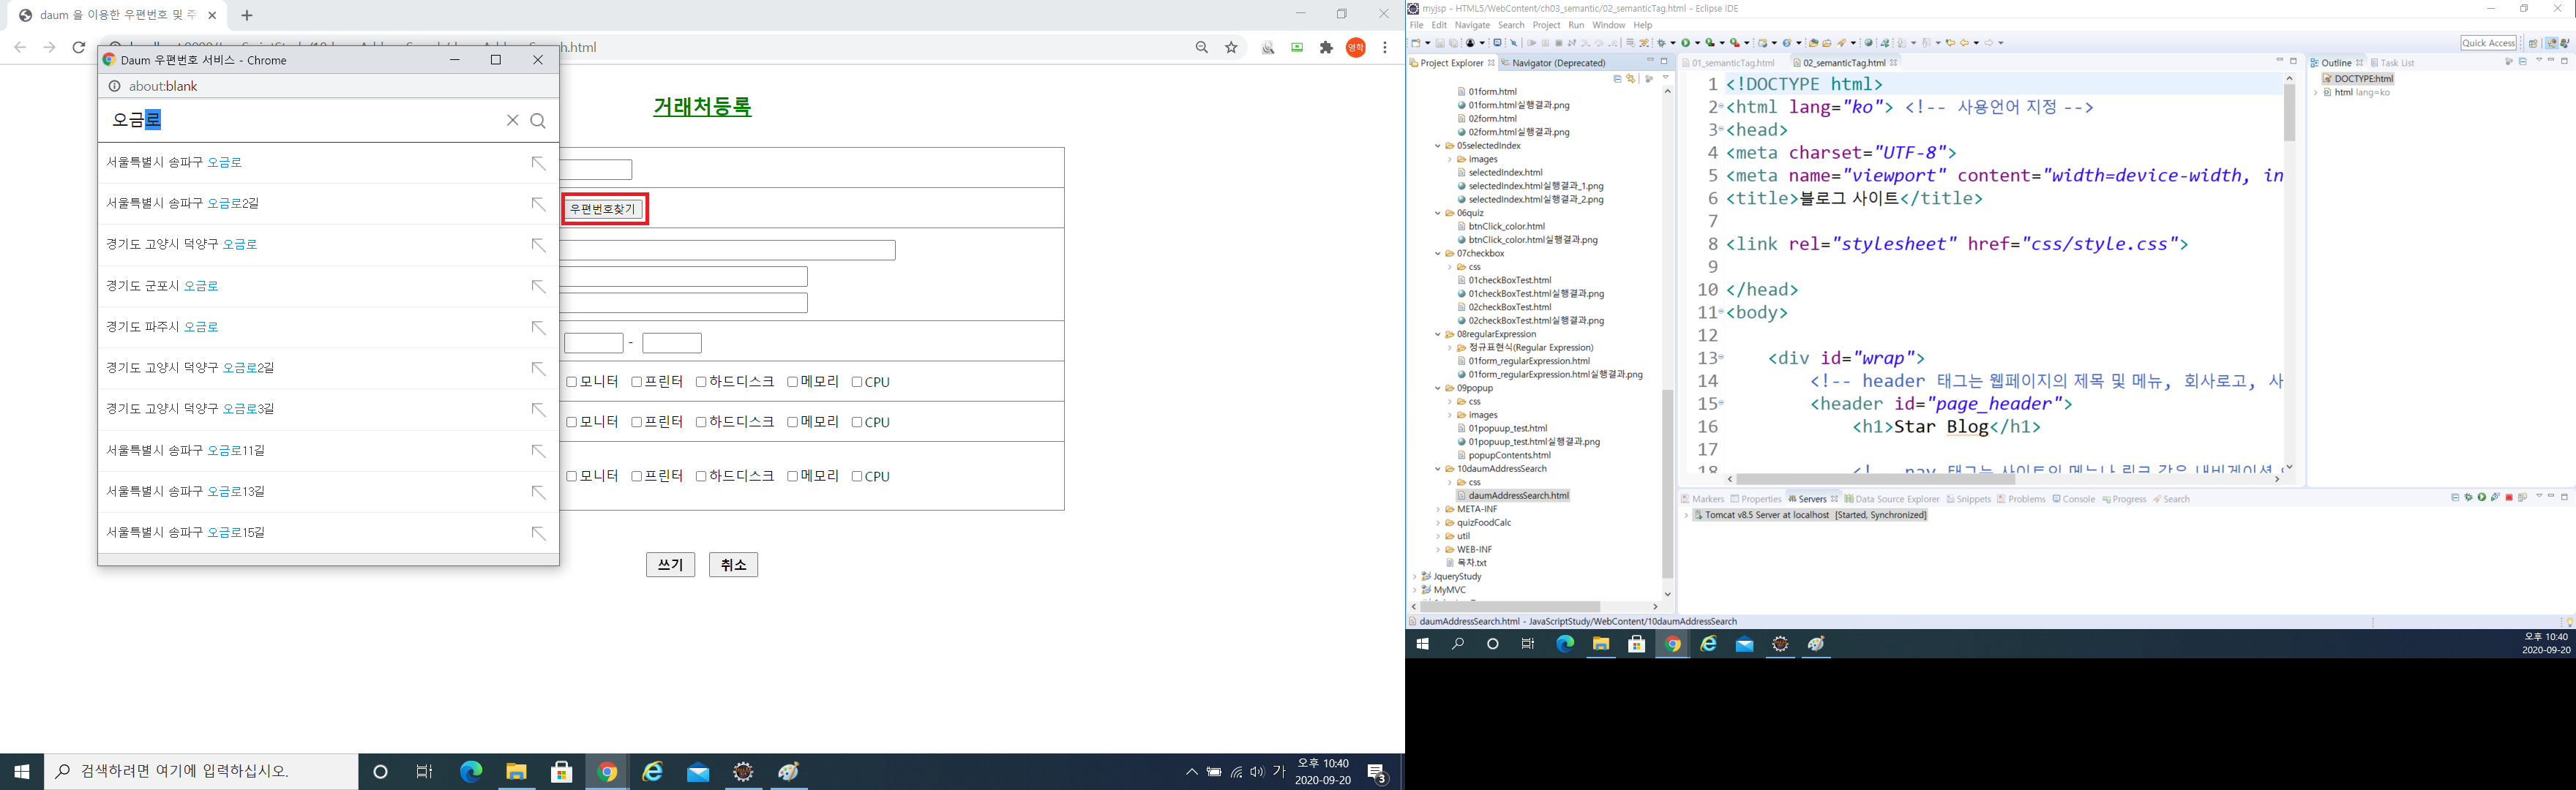 daum 을 이용한 우편번호 및 주
html
Daum 우편번호 서비스 - Chrome
about:blank
오금로
서울특별시 송파구 오금로
서울특별시 송파구 오금로2길
경기도 고양시 덕양구 오금로
경기도 군포시 오금로
경기도 파주시 오금로
경기도 고양시 덕양구 오금로2길
경기도 고양시 덕양구 오금로3길
서울특별시 송파구 오금로11길
서울특별시 송파구 오금로13길
서울특별시 송파구 오금로15길
영학
거래처등록
우편번호찾기
-
모니터 프린터 하드디스크 메모리 CPU
모니터 프린터 하드디스크 메모리 CPU
모니터 프린터 하드디스크 메모리 CPU
쓰기 취소
검색하려면 여기에 입력하십시오.
가
오후 10:40
2020-09-20
3
myjsp - HTML5/WebContent/ch03_semantic/02_semanticTag.html - Eclipse IDE
File Edit Navigate Search Project Run Window Help
Quick Access
Project Explorer Navigator (Deprecated)
01form.html
01form.html실행결과.png
02form.html
02form.html실행결과.png
05selectedIndex
images
selectedIndex.html
selectedIndex.html실행결과_1.png
selectedIndex.html실행결과_2.png
06quiz
btnClick_color.html
btnClick_color.html실행결과.png
07checkbox
css
01checkBoxTest.html
01checkBoxTest.html실행결과.png
02checkBoxTest.html
02checkBoxTest.html실행결과.png
08regularExpression
정규표현식(Regular Expression)
01form_regularExpression.html
01form_regularExpression.html실행결과.png
09popup
css
images
01popuup_test.html
01popuup_test.html실행결과.png
popupContents.html
10daumAddressSearch
css
daumAddressSearch.html
META-INF
quizFoodCalc
util
WEB-INF
목차.txt
JqueryStudy
MyMVC
01_semanticTag.html 02_semanticTag.html
1 <!DOCTYPE html>
2 <html lang="ko"> <!-- 사용언어 지정 -->
3 <head>
4 <meta charset="UTF-8">
5 <meta name="viewport" content="width=device-width, in
6 <title>블로그 사이트</title>
7
8 <link rel="stylesheet" href="css/style.css">
9
10 </head>
11 <body>
12
13 <div id="wrap">
14 <!-- header 태그는 웹페이지의 제목 및 메뉴, 회사로고, 사
15 <header id="page_header">
16 <h1>Star Blog</h1>
17
18 <!-- nav 태그는 사이트의 메뉴나 링크 같은 내비게이션
Outline Task List
DOCTYPE:html
html lang=ko
Markers Properties Servers Data Source Explorer Snippets Problems Console Progress Search
Tomcat v8.5 Server at localhost [Started, Synchronized]
daumAddressSearch.html - JavaScriptStudy/WebContent/10daumAddressSearch
오후 10:40
2020-09-20